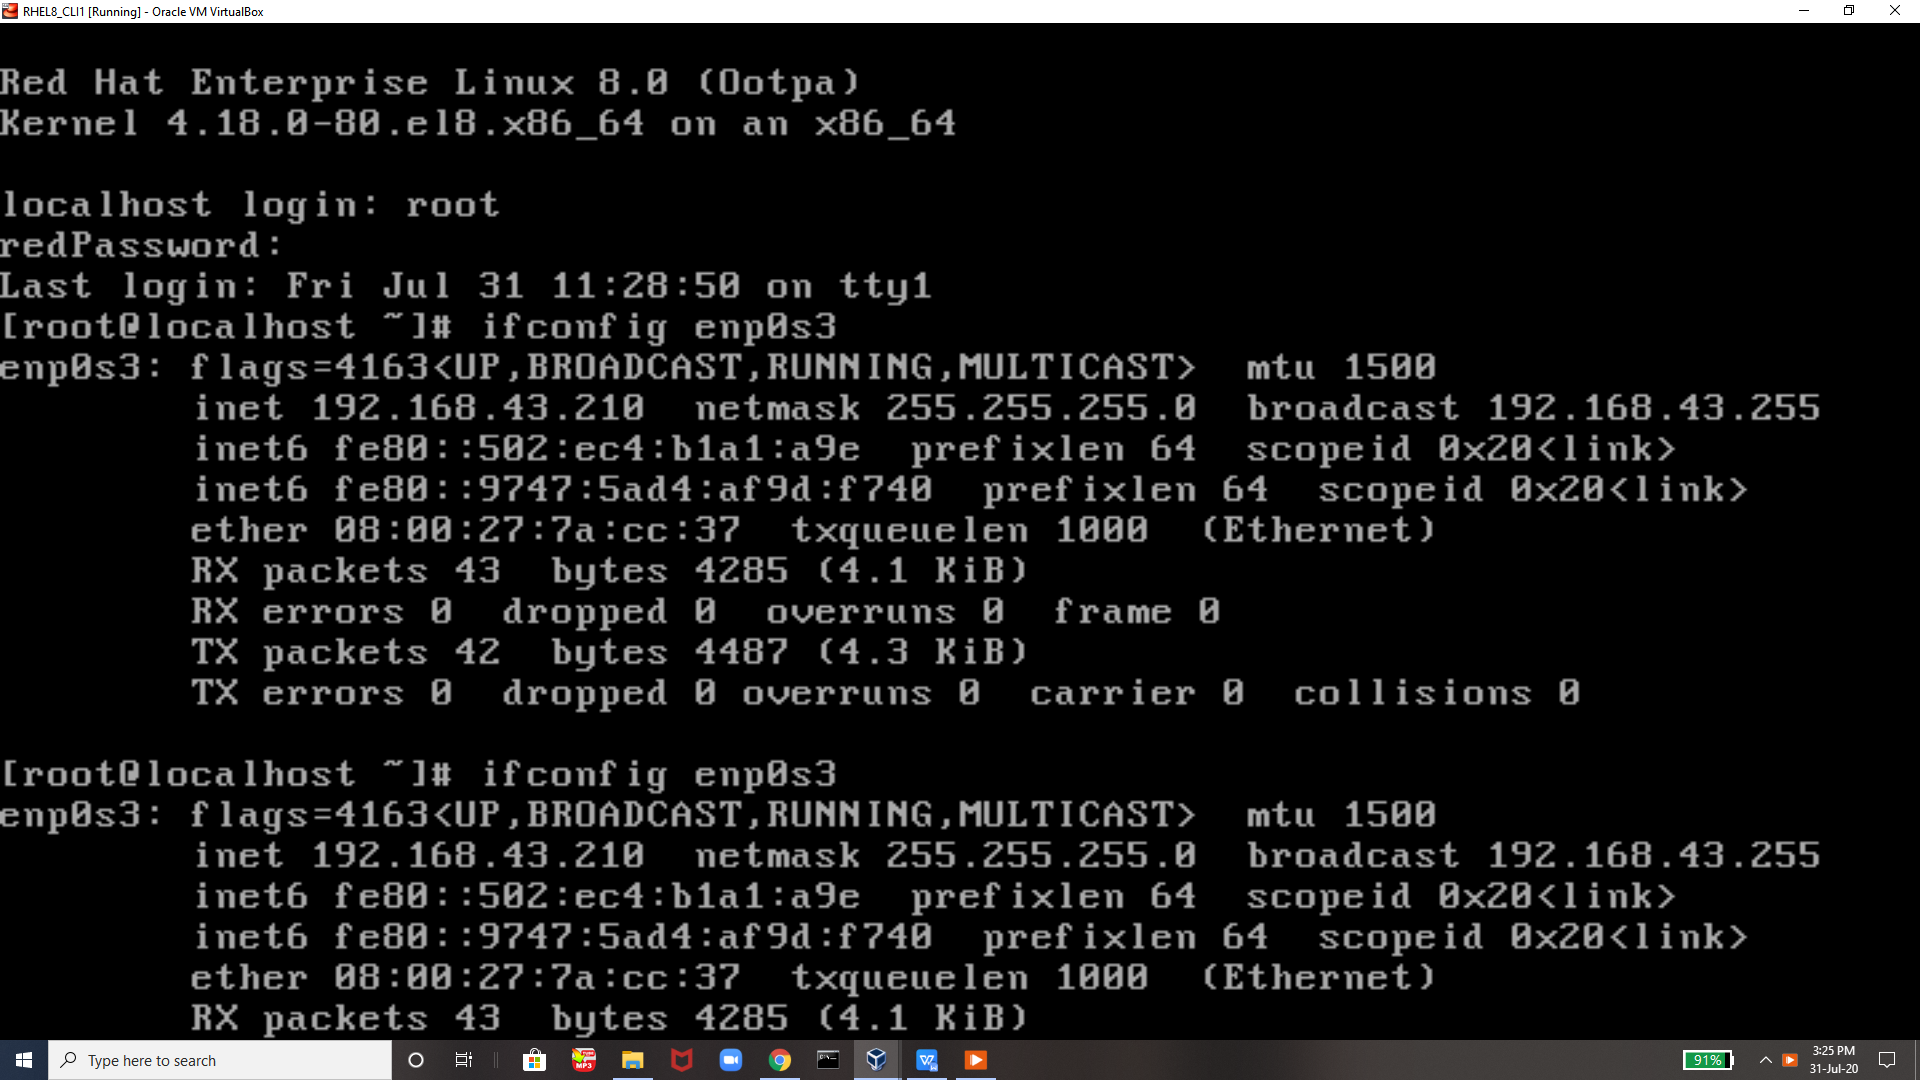 RHEL8_CLI1 [Running] - Oracle VM VirtualBox
Red Hat Enterprise Linux 8.0 (Ootpa)
Kernel 4.18.0-80.el8.x86_64 on an x86_64
localhost login: root
redPassword:
Last login: Fri Jul 31 11:28:50 on tty1
[root@localhost ~]# ifconfig enp0s3
enp0s3: flags=4163<UP,BROADCAST,RUNNING,MULTICAST>  mtu 1500
inet 192.168.43.210  netmask 255.255.255.0  broadcast 192.168.43.255
inet6 fe80::502:ec4:b1a1:a9e  prefixlen 64  scopeid 0x20<link>
inet6 fe80::9747:5ad4:af9d:f740  prefixlen 64  scopeid 0x20<link>
ether 08:00:27:7a:cc:37  txqueuelen 1000  (Ethernet)
RX packets 43  bytes 4285 (4.1 KiB)
RX errors 0  dropped 0  overruns 0  frame 0
TX packets 42  bytes 4487 (4.3 KiB)
TX errors 0  dropped 0 overruns 0  carrier 0  collisions 0
[root@localhost ~]# ifconfig enp0s3
enp0s3: flags=4163<UP,BROADCAST,RUNNING,MULTICAST>  mtu 1500
inet 192.168.43.210  netmask 255.255.255.0  broadcast 192.168.43.255
inet6 fe80::502:ec4:b1a1:a9e  prefixlen 64  scopeid 0x20<link>
inet6 fe80::9747:5ad4:af9d:f740  prefixlen 64  scopeid 0x20<link>
ether 08:00:27:7a:cc:37  txqueuelen 1000  (Ethernet)
RX packets 43  bytes 4285 (4.1 KiB)
Type here to search
MP3
91%
3:25 PM
31-Jul-20